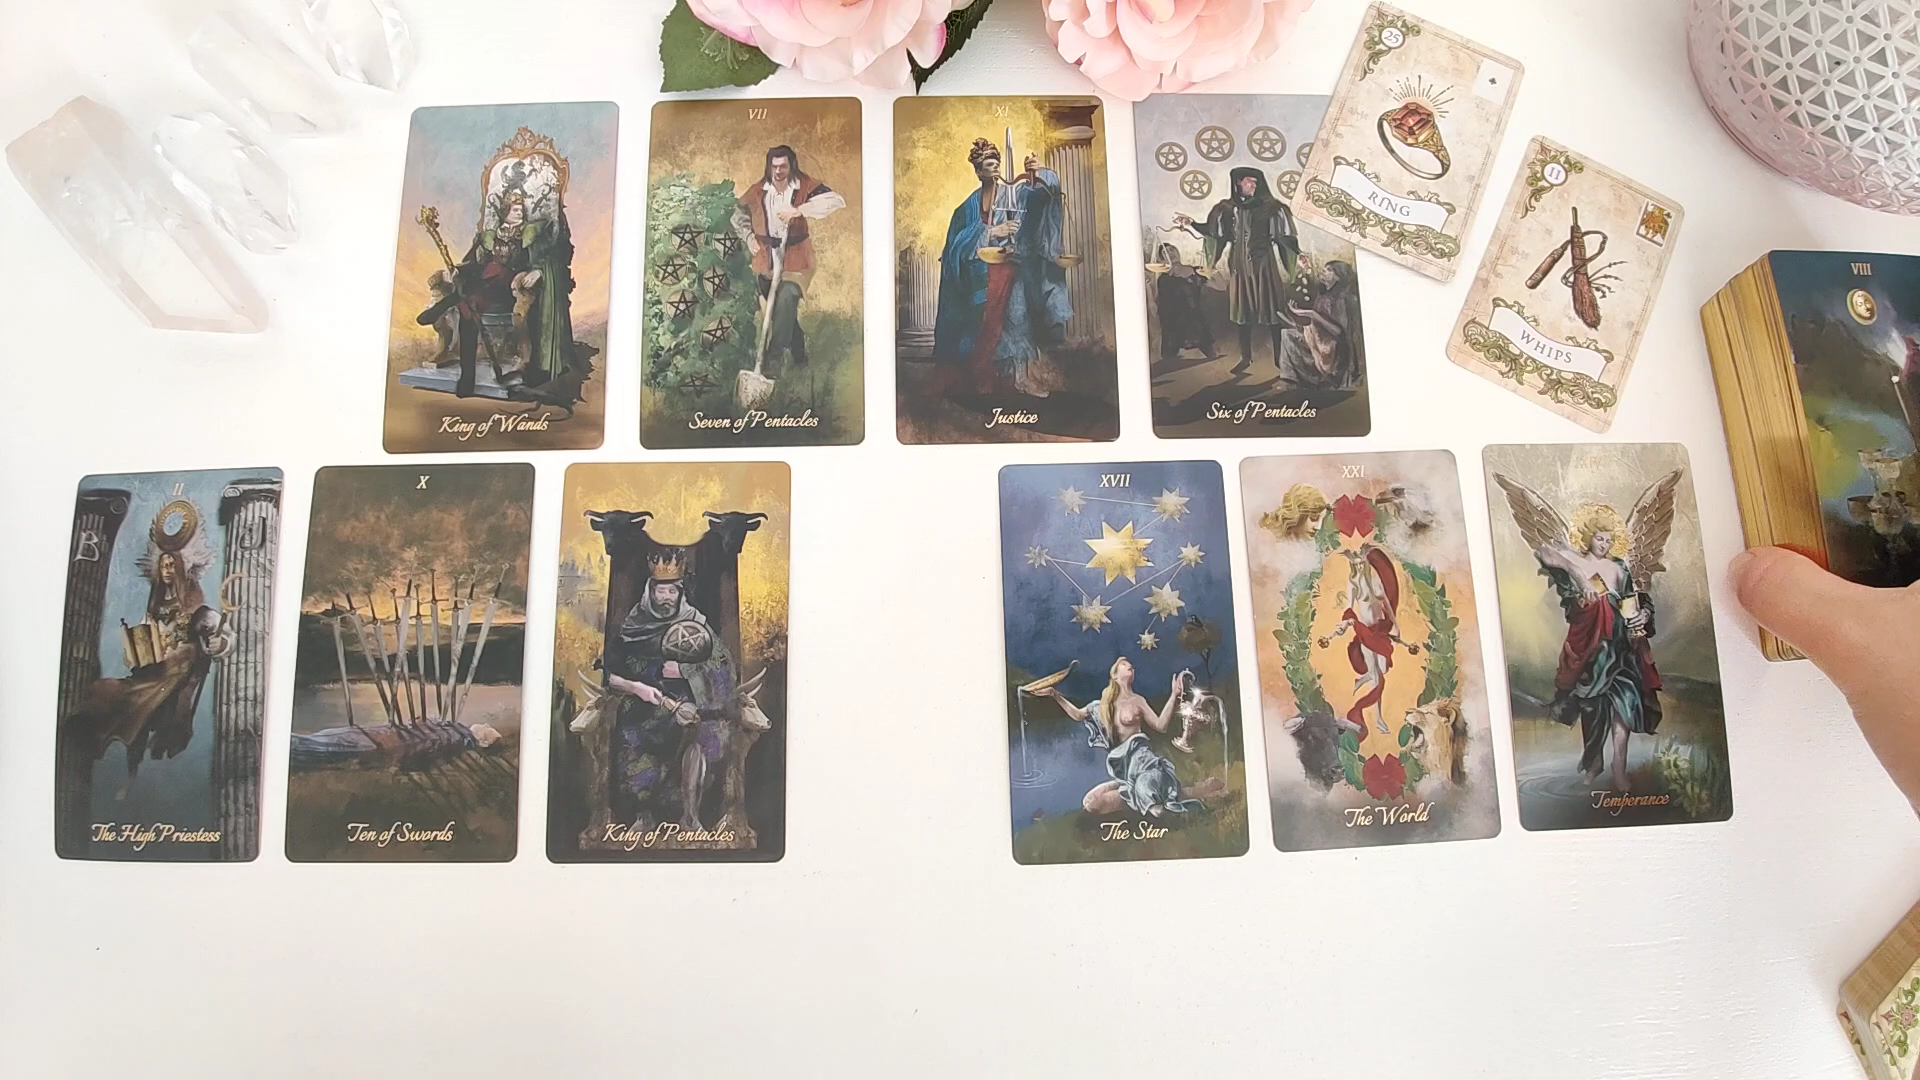 25
RING
11
WHIPS
King of Wands
VII
Seven of Pentacles
XI
Justice
Six of Pentacles
VIII
II
B
The High Priestess
X
Ten of Swords
King of Pentacles
XVII
The Star
XXI
The World
XIV
Temperance